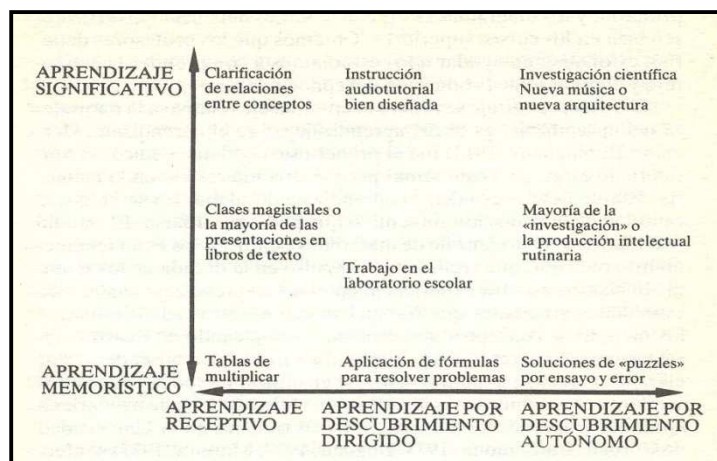 APRENDIZAJE
SIGNIFICATIVO
Clarificación
de relaciones
entre conceptos
Instrucción
audiotutorial
bien diseñada
Investigación científica
Nueva música o
nueva arquitectura
Clases magistrales o
la mayoría de las
presentaciones en
libros de texto
Trabajo en el
laboratorio escolar
Mayoría de la
«investigación» o
la producción intelectual
rutinaria
APRENDIZAJE
MEMORÍSTICO
Tablas de
multiplicar
Aplicación de fórmulas
para resolver problemas
Soluciones de «puzzles»
por ensayo y error
APRENDIZAJE
RECEPTIVO
APRENDIZAJE POR
DESCUBRIMIENTO
DIRIGIDO
APRENDIZAJE POR
DESCUBRIMIENTO
AUTÓNOMO